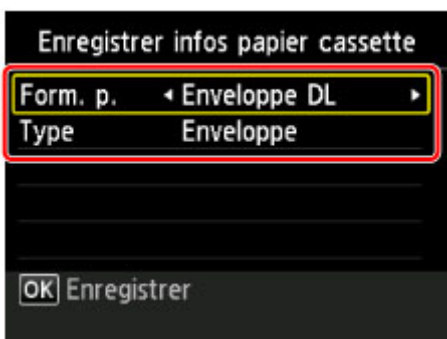 Enregistrer infos papier cassette
Form. p. Enveloppe DL
Type Enveloppe
OK Enregistrer